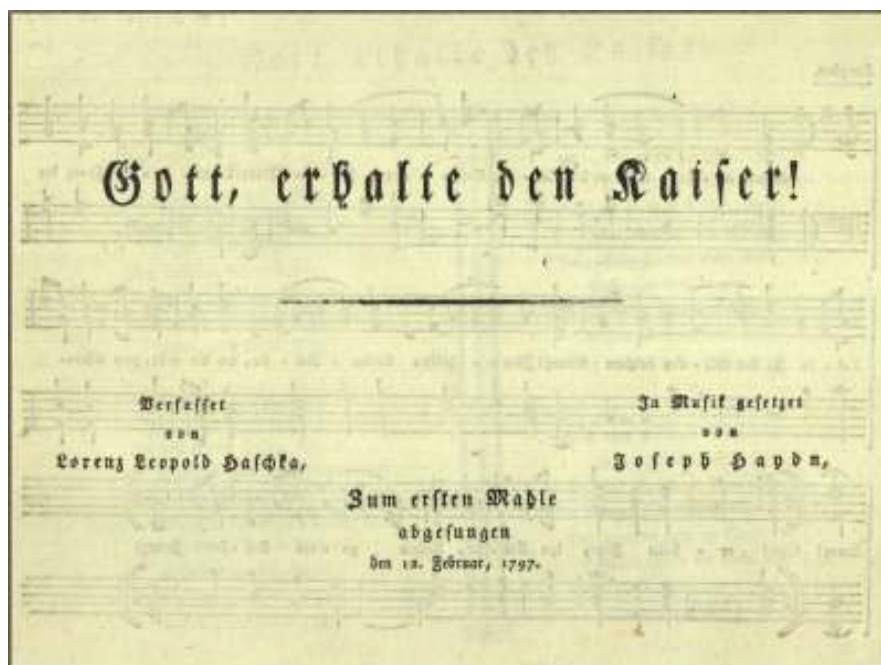 Gott, erhalte den Kaiser!
Verfasset
von
Lorenz Leopold Haschka,
In Musik gesetzet
von
Joseph Haydn,
Zum ersten Mahle
abgesungen
den 12. Februar, 1797.